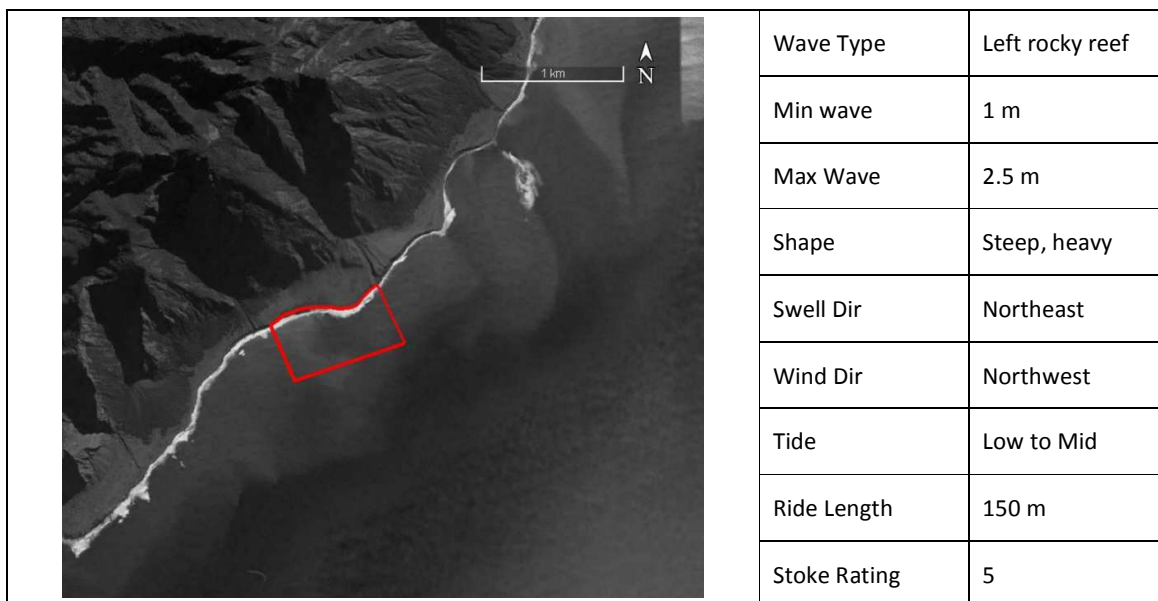 1 km
N
Wave Type Left rocky reef
Min wave 1 m
Max Wave 2.5 m
Shape Steep, heavy
Swell Dir Northeast
Wind Dir Northwest
Tide Low to Mid
Ride Length 150 m
Stoke Rating 5